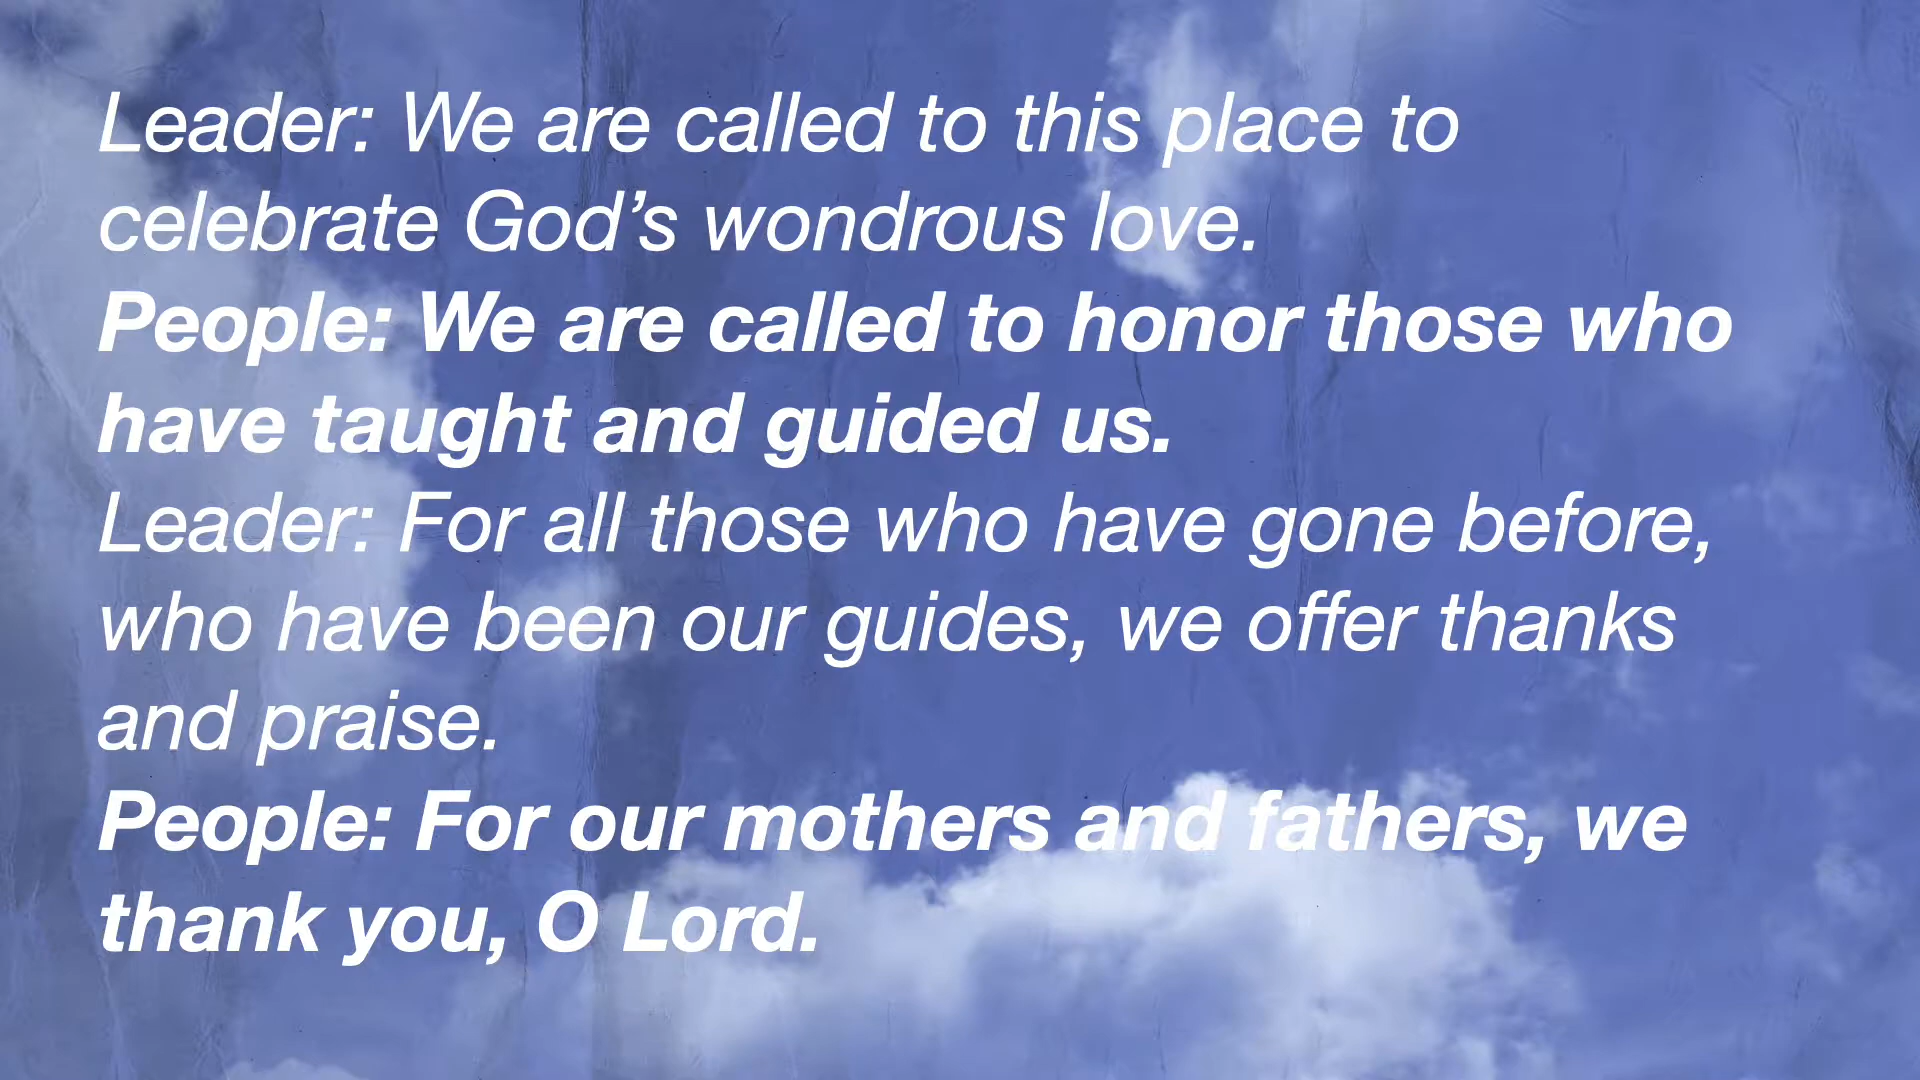 Leader: We are called to this place to
celebrate God’s wondrous love.
People: We are called to honor those who
have taught and guided us.
Leader: For all those who have gone before,
who have been our guides, we offer thanks
and praise.
People: For our mothers and fathers, we
thank you, O Lord.